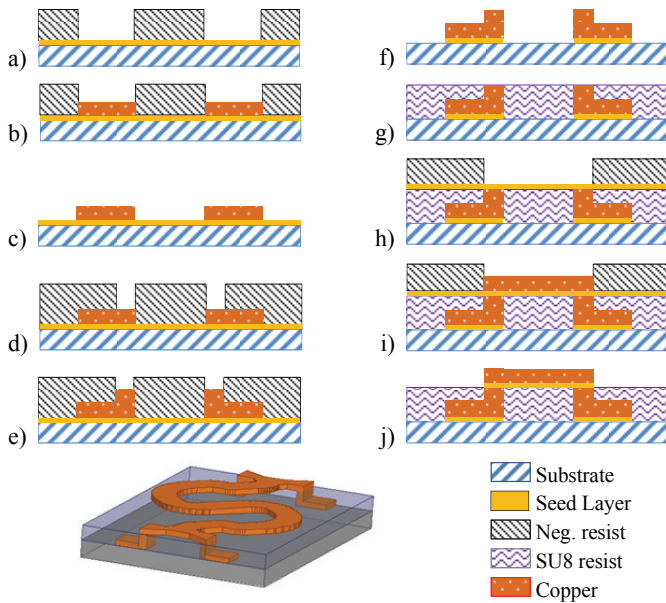 a)
b)
c)
d)
e)
f)
g)
h)
i)
j)
Substrate
Seed Layer
Neg. resist
SU8 resist
Copper